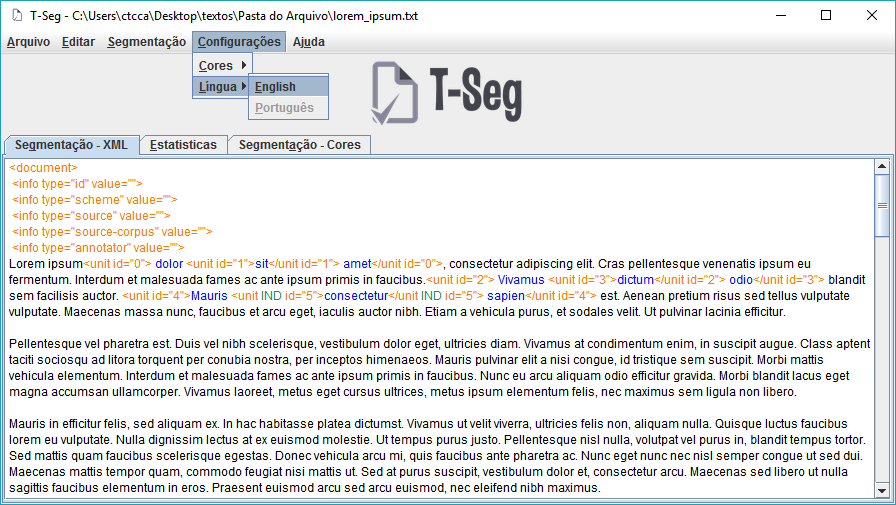 T-Seg - C:\Users\ctcca\Desktop\textos\Pasta do Arquivo\lorem_ipsum.txt
Arquivo Editar Segmentação Configurações Ajuda
Cores
Língua English
Português
T-Seg
Segmentação - XML Estatisticas Segmentação - Cores
<document>
<info type="id" value="">
<info type="scheme" value="">
<info type="source" value="">
<info type="source-corpus" value="">
<info type="annotator" value="">
Lorem ipsum<unit id="0"> dolor <unit id="1">sit</unit id="1"> amet</unit id="0">, consectetur adipiscing elit. Cras pellentesque venenatis ipsum eu
fermentum. Interdum et malesuada fames ac ante ipsum primis in faucibus.<unit id="2"> Vivamus <unit id="3">dictum</unit id="2"> odio</unit id="3"> blandit
sem facilisis auctor. <unit id="4">Mauris <unit IND id="5">consectetur</unit IND id="5"> sapien</unit id="4"> est. Aenean pretium risus sed tellus vulputate
vulputate. Maecenas massa nunc, faucibus et arcu eget, iaculis auctor nibh. Etiam a vehicula purus, et sodales velit. Ut pulvinar lacinia efficitur.
Pellentesque vel pharetra est. Duis vel nibh scelerisque, vestibulum dolor eget, ultricies diam. Vivamus at condimentum enim, in suscipit augue. Class aptent
taciti sociosqu ad litora torquent per conubia nostra, per inceptos himenaeos. Mauris pulvinar elit a nisi congue, id tristique sem suscipit. Morbi mattis
vehicula elementum. Interdum et malesuada fames ac ante ipsum primis in faucibus. Nunc eu arcu aliquam odio efficitur gravida. Morbi blandit lacus eget
magna accumsan ullamcorper. Vivamus laoreet, metus eget cursus ultrices, metus ipsum elementum felis, nec maximus sem ligula non libero.
Mauris in efficitur felis, sed aliquam ex. In hac habitasse platea dictumst. Vivamus ut velit viverra, ultricies felis non, aliquam nulla. Quisque luctus faucibus
lorem eu vulputate. Nulla dignissim lectus at ex euismod molestie. Ut tempus purus justo. Pellentesque nisl nulla, volutpat vel purus in, blandit tempus tortor.
Sed mattis quam faucibus scelerisque egestas. Donec vehicula arcu mi, quis faucibus ante pharetra ac. Nunc eget nunc nec nisl semper congue ut sed dui.
Maecenas mattis tempor quam, commodo feugiat nisi mattis ut. Sed at purus suscipit, vestibulum dolor et, consectetur arcu. Maecenas sed libero ut nulla
sagittis faucibus elementum in eros. Praesent euismod arcu sed arcu euismod, nec eleifend nibh maximus.